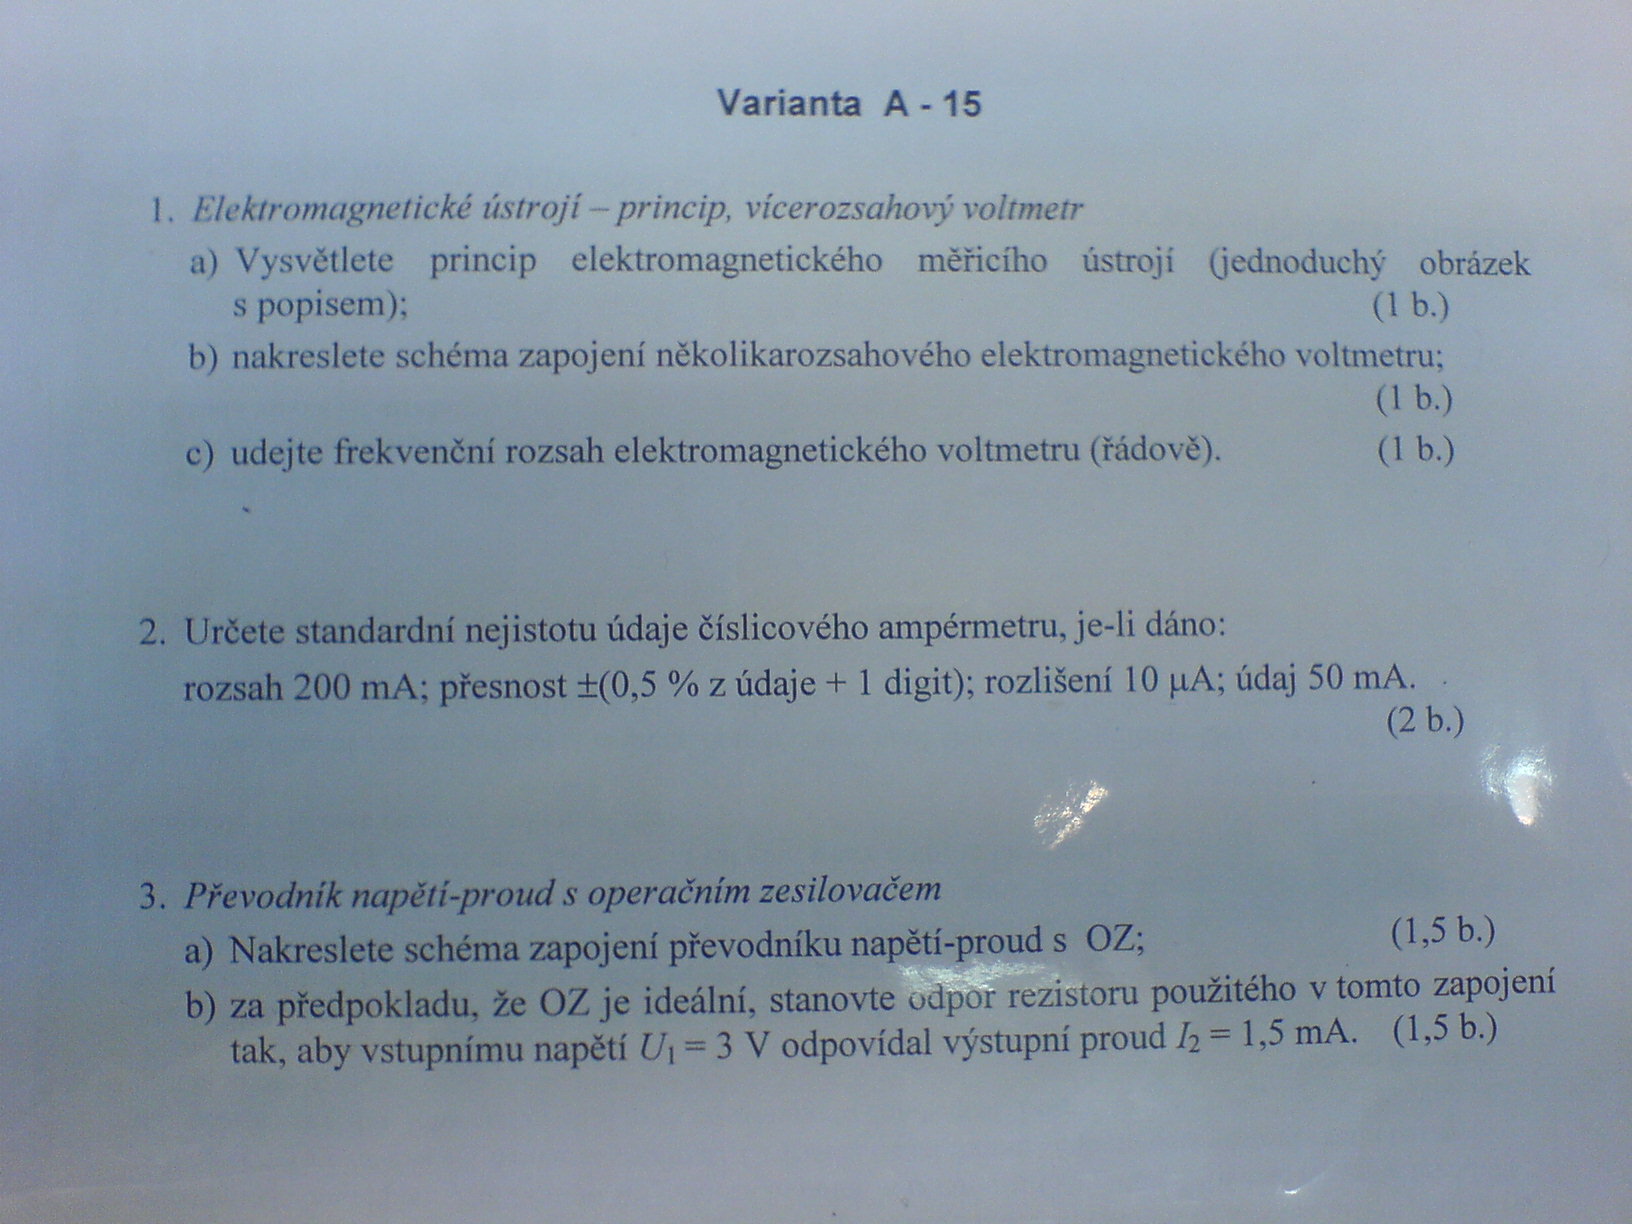 Varianta A - 15
1. Elektromagnetické ústrojí – princip, vícerozsahový voltmetr
a) Vysvětlete princip elektromagnetického měřicího ústrojí (jednoduchý obrázek
s popisem); (1 b.)
b) nakreslete schéma zapojení několikarozsahového elektromagnetického voltmetru;
(1 b.)
c) udejte frekvenční rozsah elektromagnetického voltmetru (řádově). (1 b.)
2. Určete standardní nejistotu údaje číslicového ampérmetru, je-li dáno:
rozsah 200 mA; přesnost ±(0,5 % z údaje + 1 digit); rozlišení 10 μA; údaj 50 mA.
(2 b.)
3. Převodník napětí-proud s operačním zesilovačem
a) Nakreslete schéma zapojení převodníku napětí-proud s OZ; (1,5 b.)
b) za předpokladu, že OZ je ideální, stanovte odpor rezistoru použitého v tomto zapojení
tak, aby vstupnímu napětí U₁ = 3 V odpovídal výstupní proud I₂ = 1,5 mA. (1,5 b.)